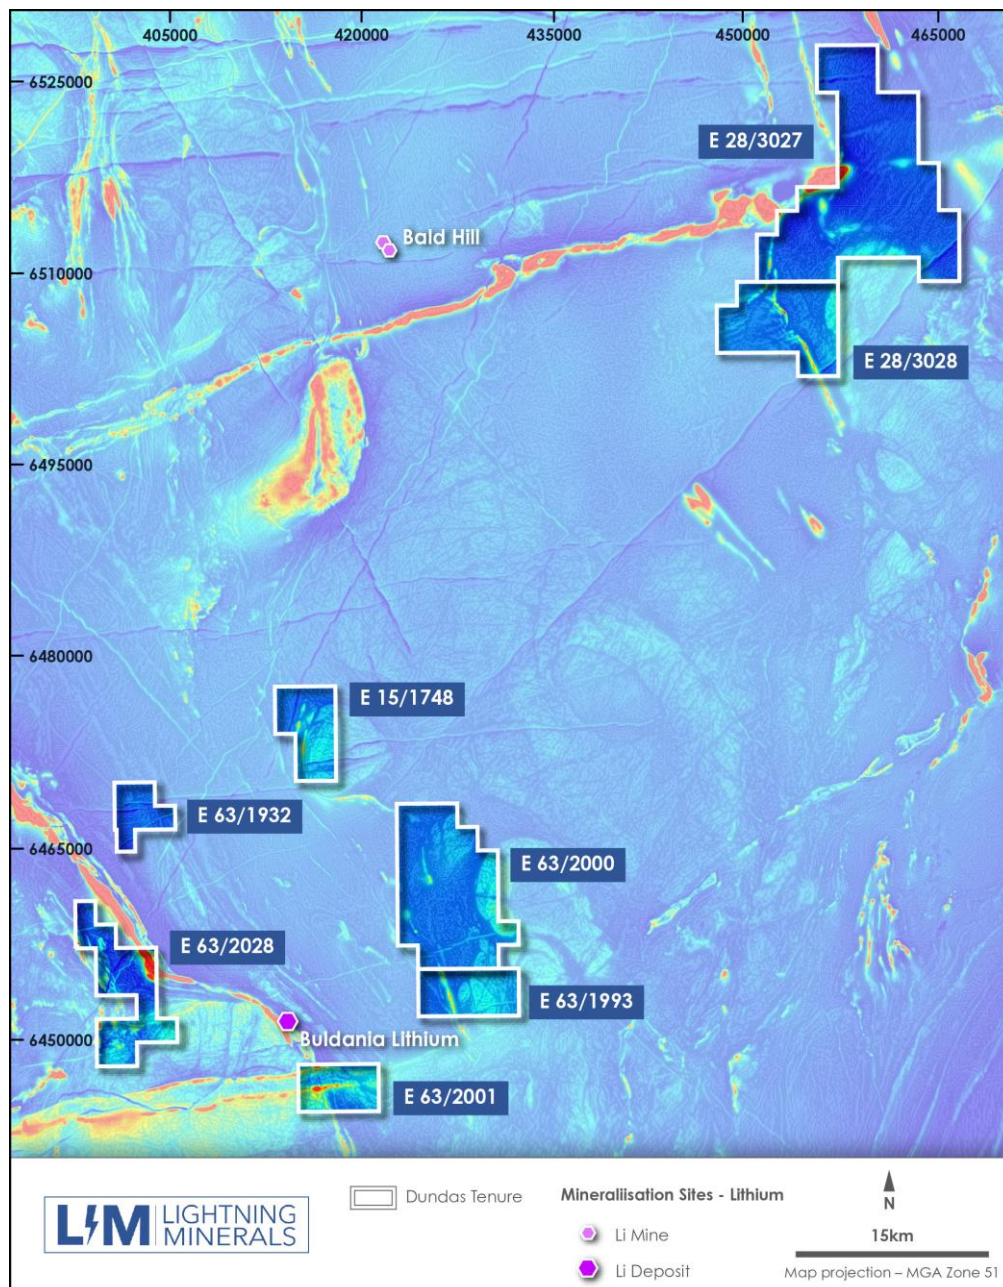 405000
420000
435000
450000
465000
6525000
E 28/3027
Bald Hill
6510000
E 28/3028
6495000
6480000
E 15/1748
E 63/1932
6465000
E 63/2000
E 63/2028
E 63/1993
6450000
Buldania Lithium
E 63/2001
LM LIGHTNING
MINERALS
Dundas Tenure
Mineraliisation Sites - Lithium
Li Mine
Li Deposit
N
15km
Map projection – MGA Zone 51